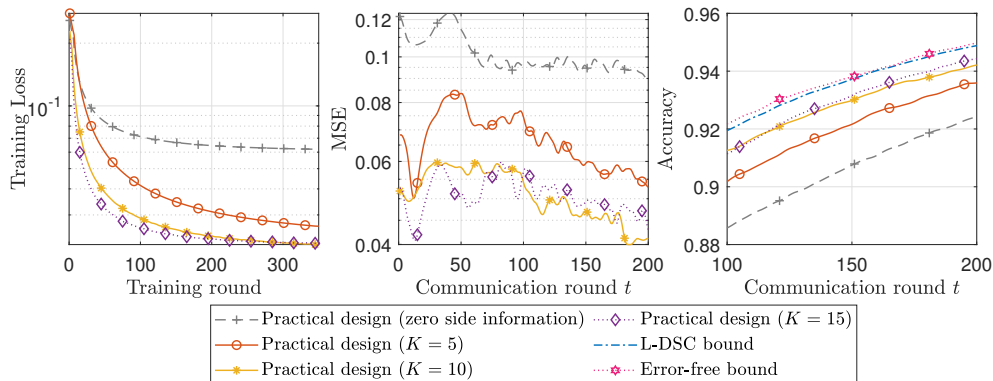 Training Loss
10^{-1}
0 100 200 300
Training round
MSE
0.12
0.1
0.08
0.06
0.04
0 50 100 150 200
Communication round t
Accuracy
0.96
0.94
0.92
0.9
0.88
100 150 200
Communication round t
Practical design (zero side information)
Practical design (K = 5)
Practical design (K = 10)
Practical design (K = 15)
L-DSC bound
Error-free bound